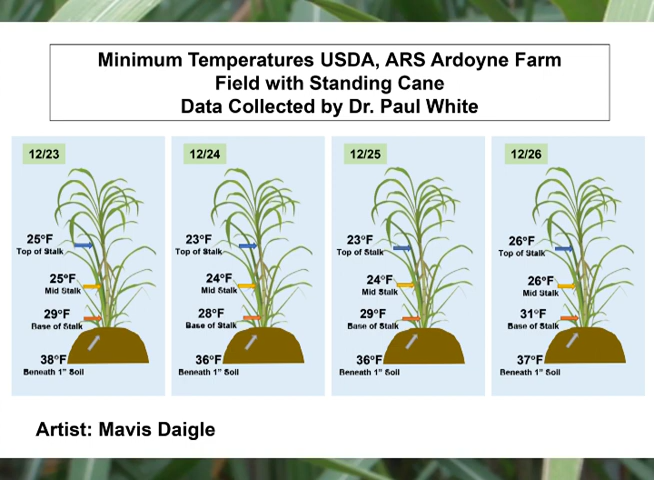 Minimum Temperatures USDA, ARS Ardoyne Farm
Field with Standing Cane
Data Collected by Dr. Paul White
12/23
25°F
Top of Stalk
25°F
Mid Stalk
29°F
Base of Stalk
38°F
Beneath 1" Soil
12/24
23°F
Top of Stalk
24°F
Mid Stalk
28°F
Base of Stalk
36°F
Beneath 1" Soil
12/25
23°F
Top of Stalk
24°F
Mid Stalk
29°F
Base of Stalk
36°F
Beneath 1" Soil
12/26
26°F
Top of Stalk
26°F
Mid Stalk
31°F
Base of Stalk
37°F
Beneath 1" Soil
Artist: Mavis Daigle